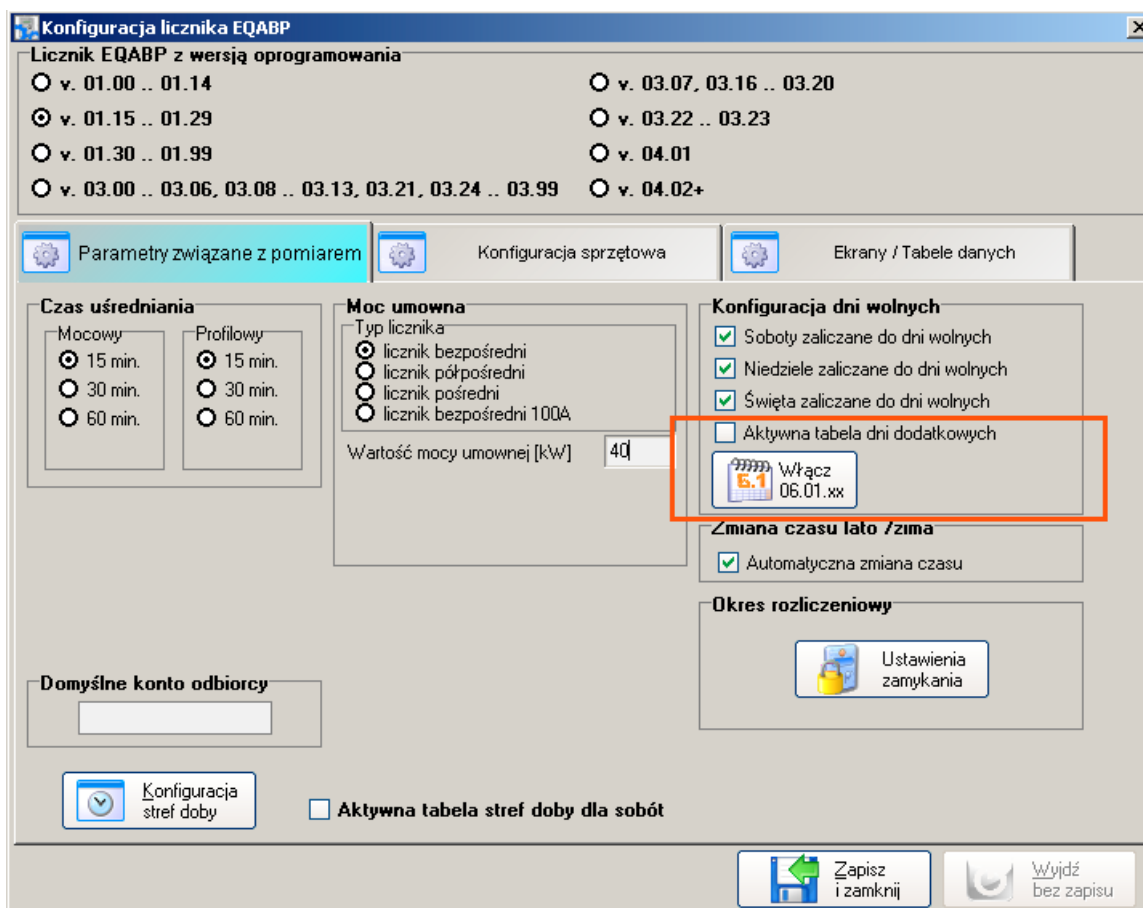 Konfiguracja licznika EQABP
Licznik EQABP z wersją oprogramowania
v. 01.00 .. 01.14
v. 03.07, 03.16 .. 03.20
v. 01.15 .. 01.29
v. 03.22 .. 03.23
v. 01.30 .. 01.99
v. 04.01
v. 03.00 .. 03.06, 03.08 .. 03.13, 03.21, 03.24 .. 03.99
v. 04.02+
Parametry związane z pomiarem
Konfiguracja sprzętowa
Ekrany / Tabele danych
Czas uśredniania
Mocowy
15 min.
30 min.
60 min.
Profilowy
15 min.
30 min.
60 min.
Moc umowna
Typ licznika
licznik bezpośredni
licznik półpośredni
licznik pośredni
licznik bezpośredni 100A
Wartość mocy umownej [kW]
40
Konfiguracja dni wolnych
Soboty zaliczane do dni wolnych
Niedziele zaliczane do dni wolnych
Święta zaliczane do dni wolnych
Aktywna tabela dni dodatkowych
6.1
Włącz
06.01.xx
Zmiana czasu lato /zima
Automatyczna zmiana czasu
Okres rozliczeniowy
Ustawienia
zamykania
Domyślne konto odbiorcy
Konfiguracja
stref doby
Aktywna tabela stref doby dla sobót
Zapisz
i zamknij
Wyjdź
bez zapisu